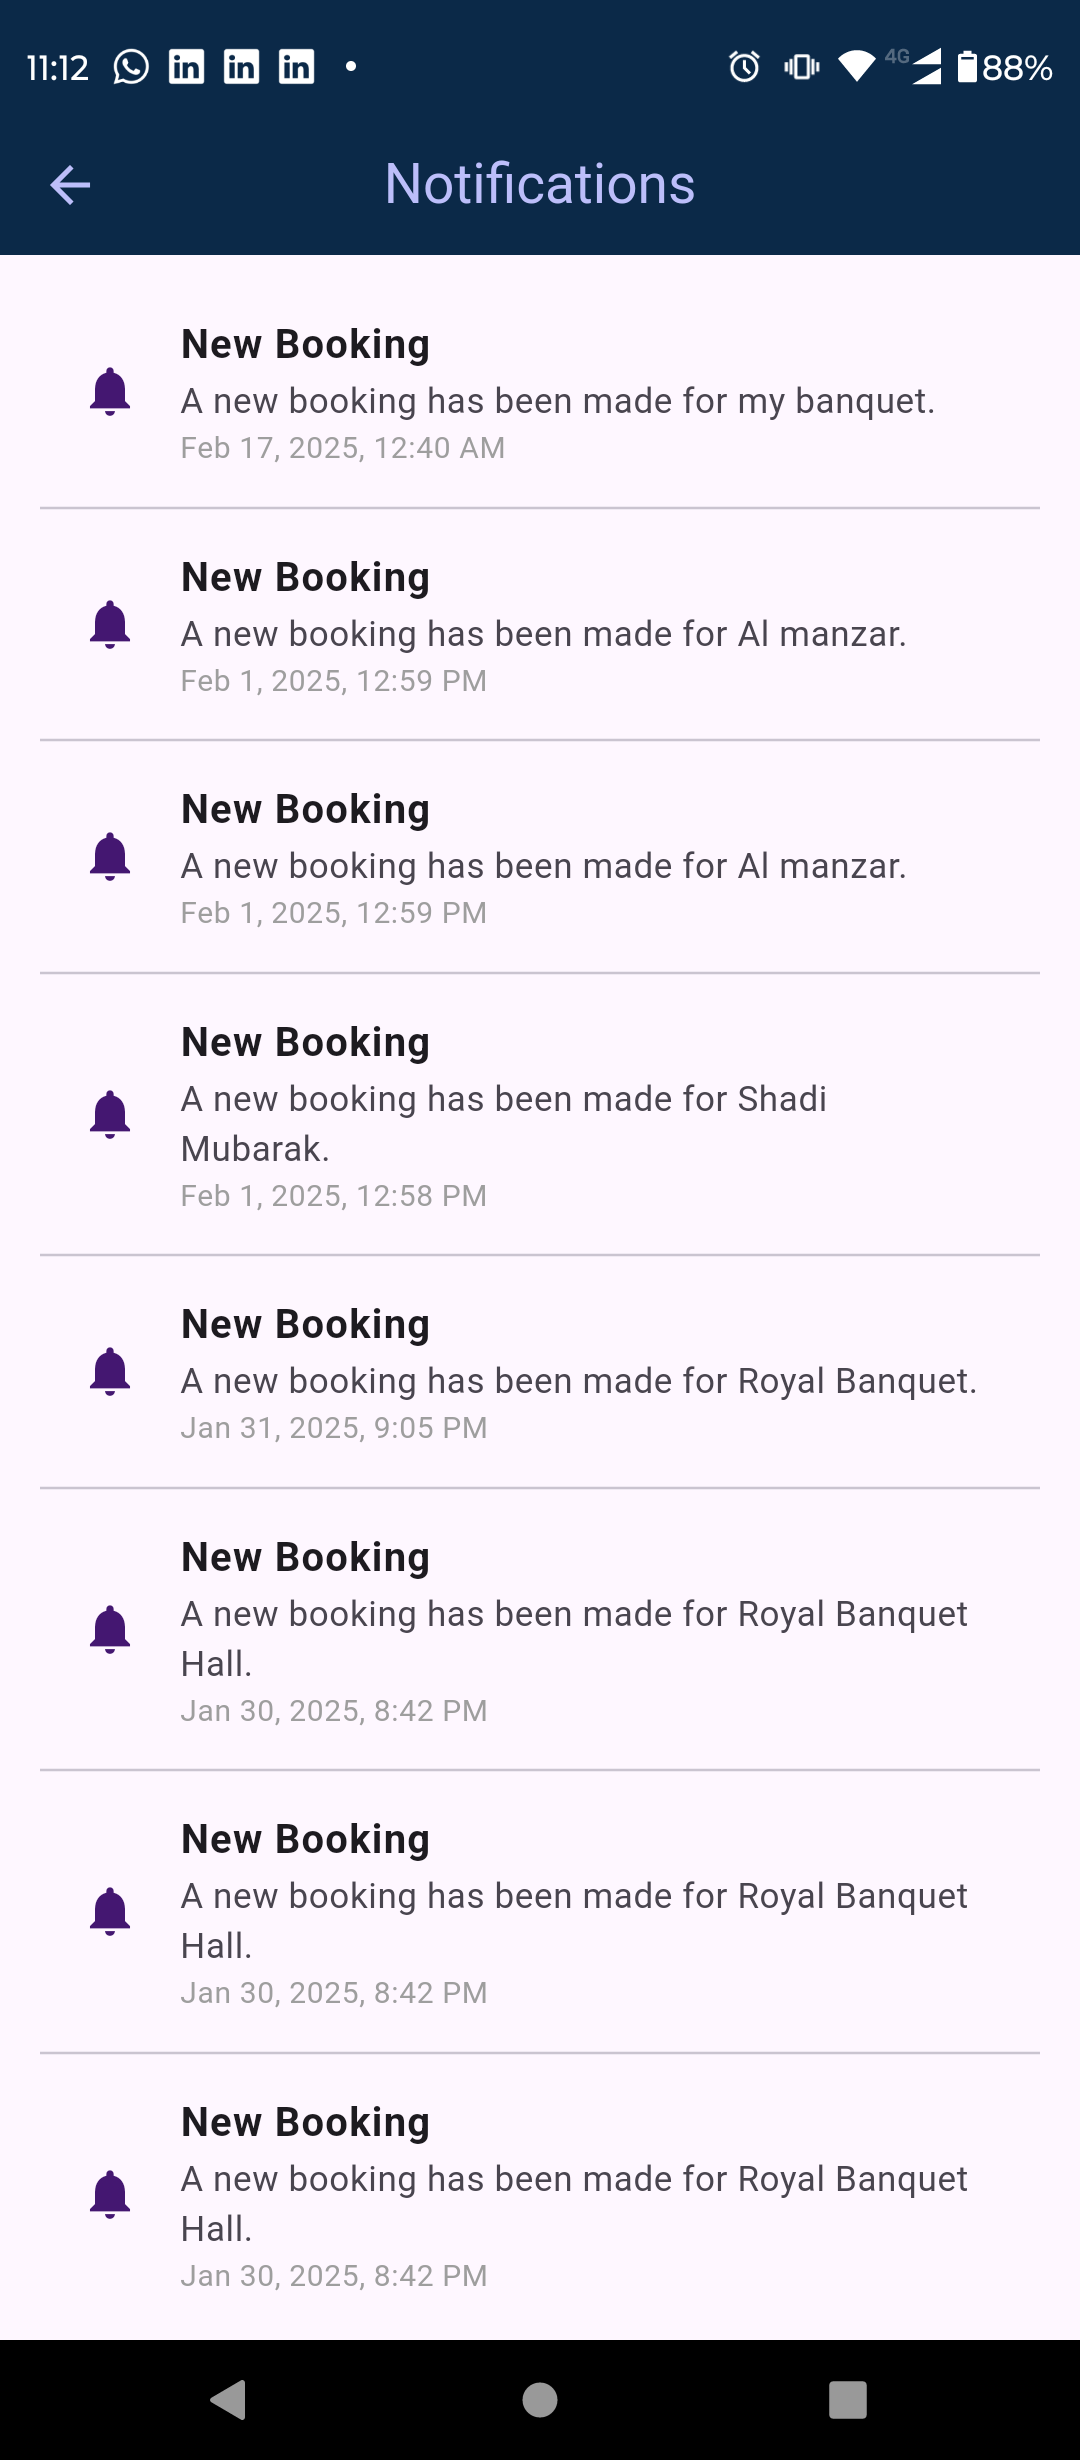 11:12
4G
88%
Notifications
New Booking
A new booking has been made for my banquet.
Feb 17, 2025, 12:40 AM
New Booking
A new booking has been made for Al manzar.
Feb 1, 2025, 12:59 PM
New Booking
A new booking has been made for Al manzar.
Feb 1, 2025, 12:59 PM
New Booking
A new booking has been made for Shadi
Mubarak.
Feb 1, 2025, 12:58 PM
New Booking
A new booking has been made for Royal Banquet.
Jan 31, 2025, 9:05 PM
New Booking
A new booking has been made for Royal Banquet
Hall.
Jan 30, 2025, 8:42 PM
New Booking
A new booking has been made for Royal Banquet
Hall.
Jan 30, 2025, 8:42 PM
New Booking
A new booking has been made for Royal Banquet
Hall.
Jan 30, 2025, 8:42 PM